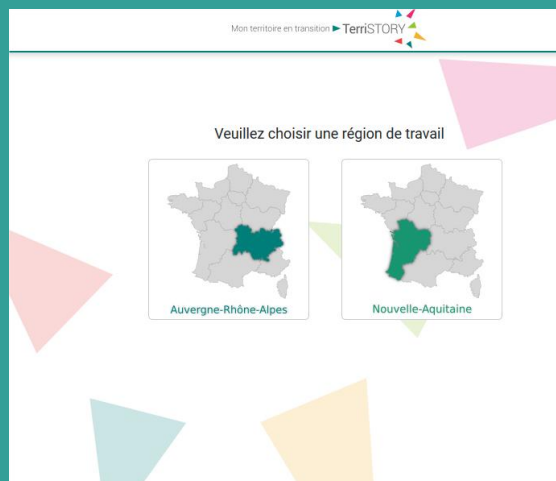 Mon territoire en transition ► TerriSTORY
Veuillez choisir une région de travail
Auvergne-Rhône-Alpes
Nouvelle-Aquitaine